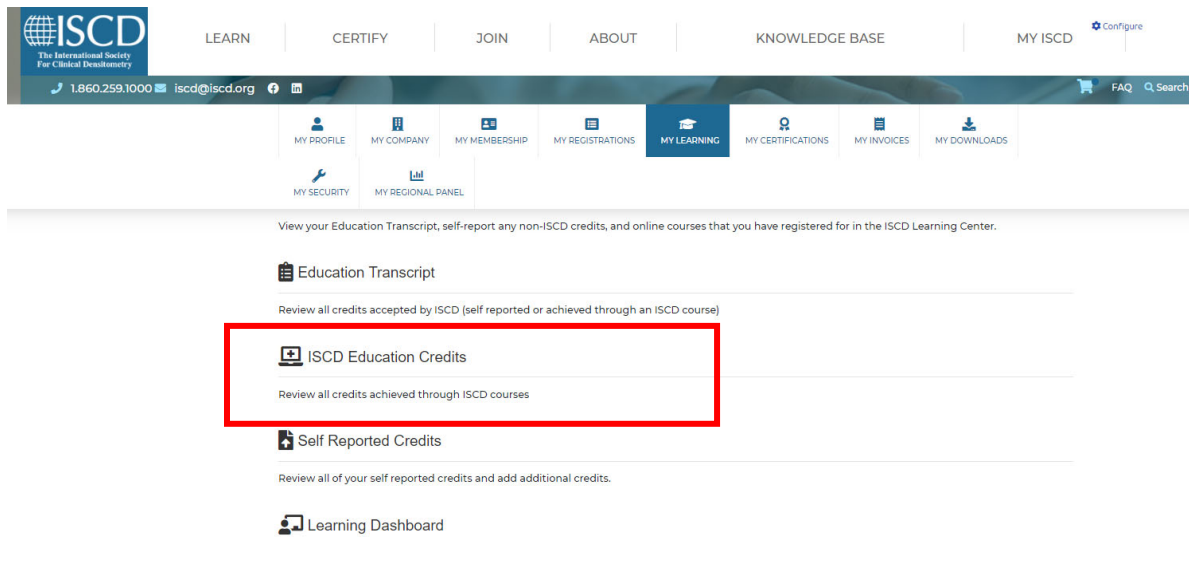 ISCD
The International Society
For Clinical Densitometry
LEARN CERTIFY JOIN ABOUT KNOWLEDGE BASE MY ISCD Configure
1.860.259.1000 iscd@iscd.org FAQ Search
MY PROFILE MY COMPANY MY MEMBERSHIP MY REGISTRATIONS MY LEARNING MY CERTIFICATIONS MY INVOICES MY DOWNLOADS
MY SECURITY MY REGIONAL PANEL
View your Education Transcript, self-report any non-ISCD credits, and online courses that you have registered for in the ISCD Learning Center.
Education Transcript
Review all credits accepted by ISCD (self reported or achieved through an ISCD course)
ISCD Education Credits
Review all credits achieved through ISCD courses
Self Reported Credits
Review all of your self reported credits and add additional credits.
Learning Dashboard